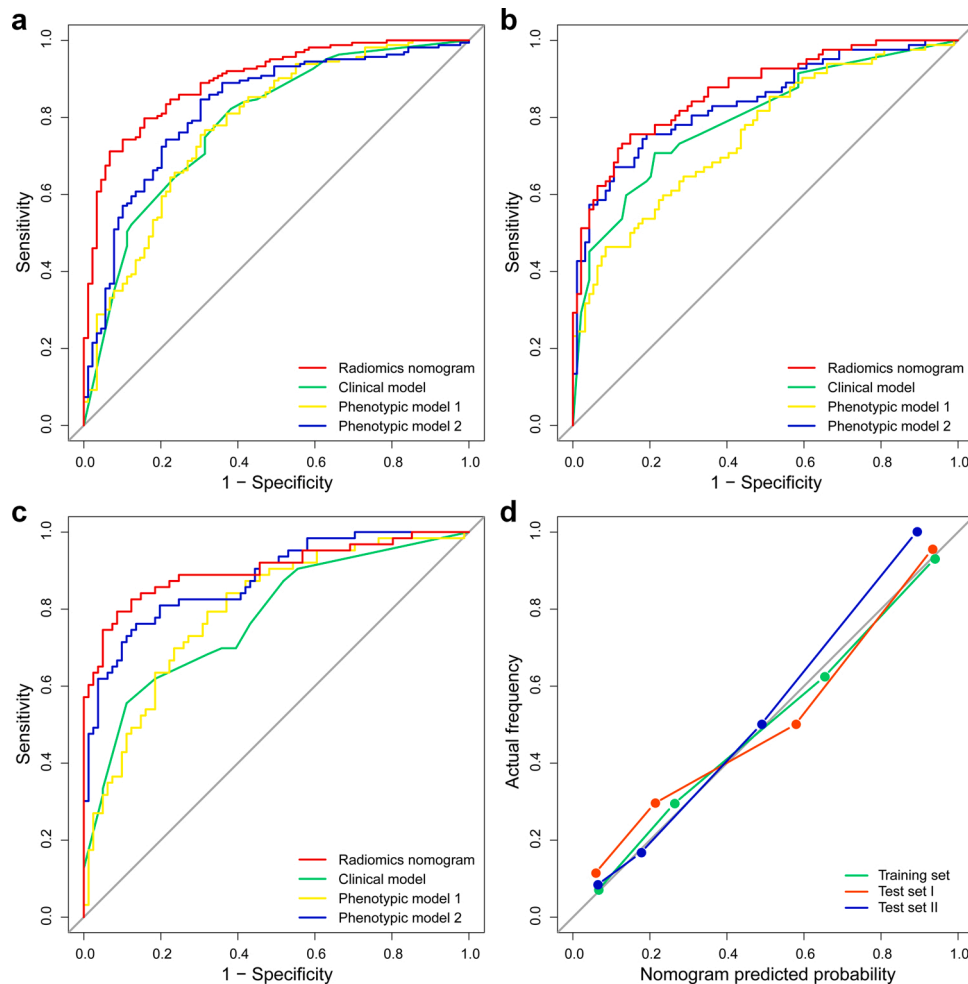 a
1.0
0.8
0.6
0.4
0.2
0.0
Sensitivity
Radiomics nomogram
Clinical model
Phenotypic model 1
Phenotypic model 2
0.0 0.2 0.4 0.6 0.8 1.0
1 − Specificity
b
1.0
0.8
0.6
0.4
0.2
0.0
Sensitivity
Radiomics nomogram
Clinical model
Phenotypic model 1
Phenotypic model 2
0.0 0.2 0.4 0.6 0.8 1.0
1 − Specificity
c
1.0
0.8
0.6
0.4
0.2
0.0
Sensitivity
Radiomics nomogram
Clinical model
Phenotypic model 1
Phenotypic model 2
0.0 0.2 0.4 0.6 0.8 1.0
1 − Specificity
d
1.0
0.8
0.6
0.4
0.2
0.0
Actual frequency
Training set
Test set I
Test set II
0.0 0.2 0.4 0.6 0.8 1.0
Nomogram predicted probability